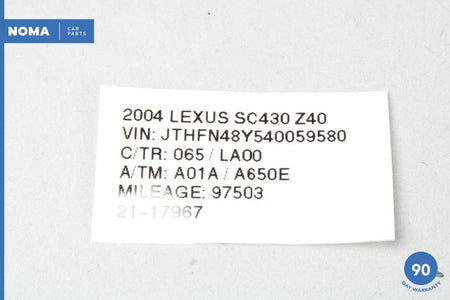 NOMA CAR PARTS
2004 LEXUS SC430 Z40
VIN: JTHFN48Y540059580
C/TR: 065 / LA00
A/TM: A01A / A650E
MILEAGE: 97503
21-17967
90
DAY WARRANTY